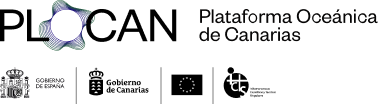 PLOCAN
Plataforma Oceánica
de Canarias
GOBIERNO
DE ESPAÑA
Gobierno
de Canarias